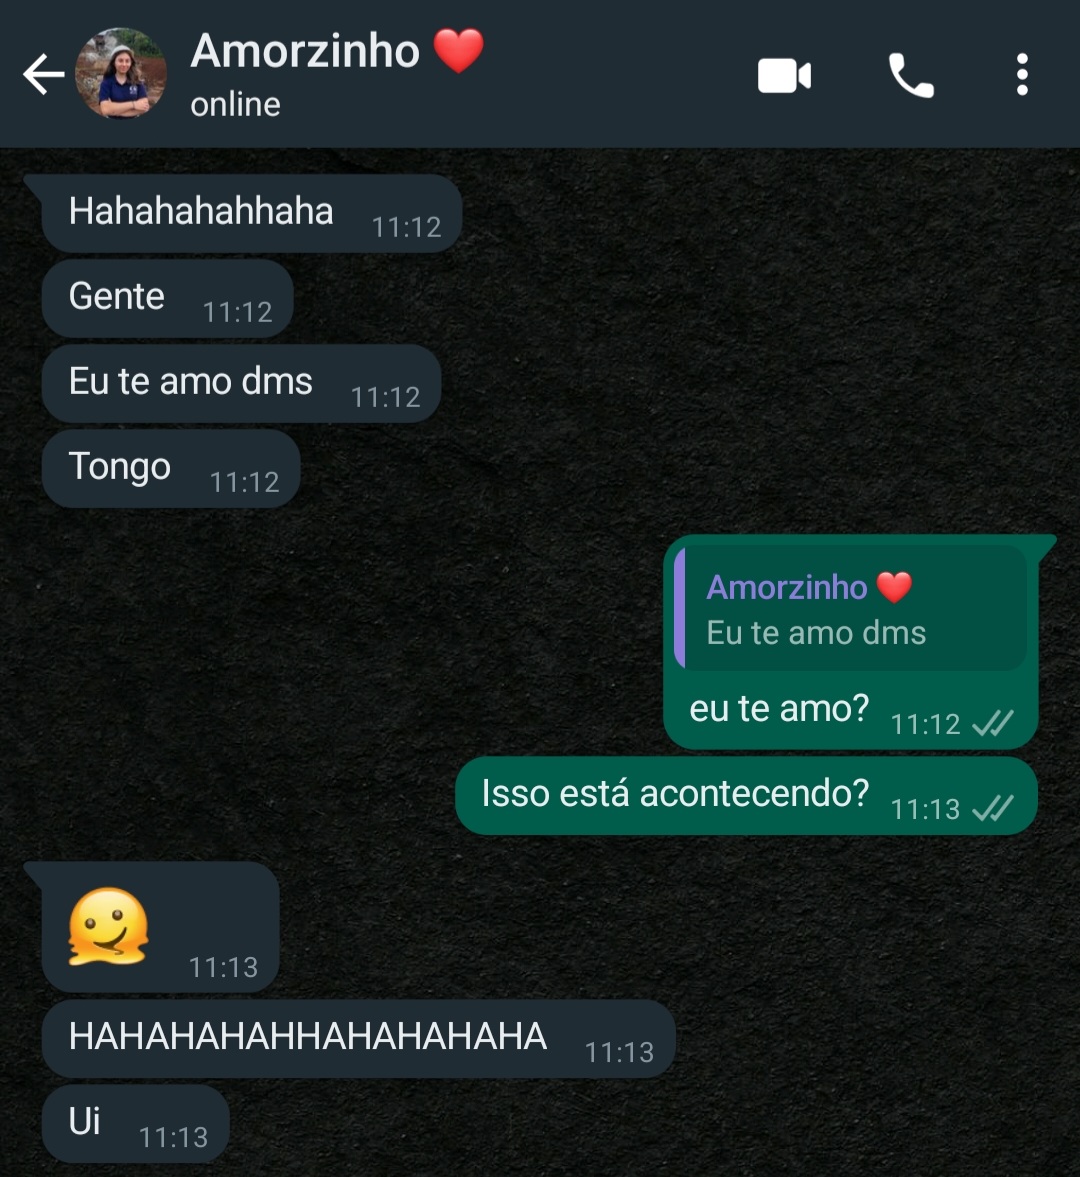 Amorzinho ❤️
online
Hahahahahhaha 11:12
Gente 11:12
Eu te amo dms 11:12
Tongo 11:12
Amorzinho ❤️
Eu te amo dms
eu te amo? 11:12
Isso está acontecendo? 11:13
🫠 11:13
HAHAHAHAHHAHAHAHAHA 11:13
Ui 11:13